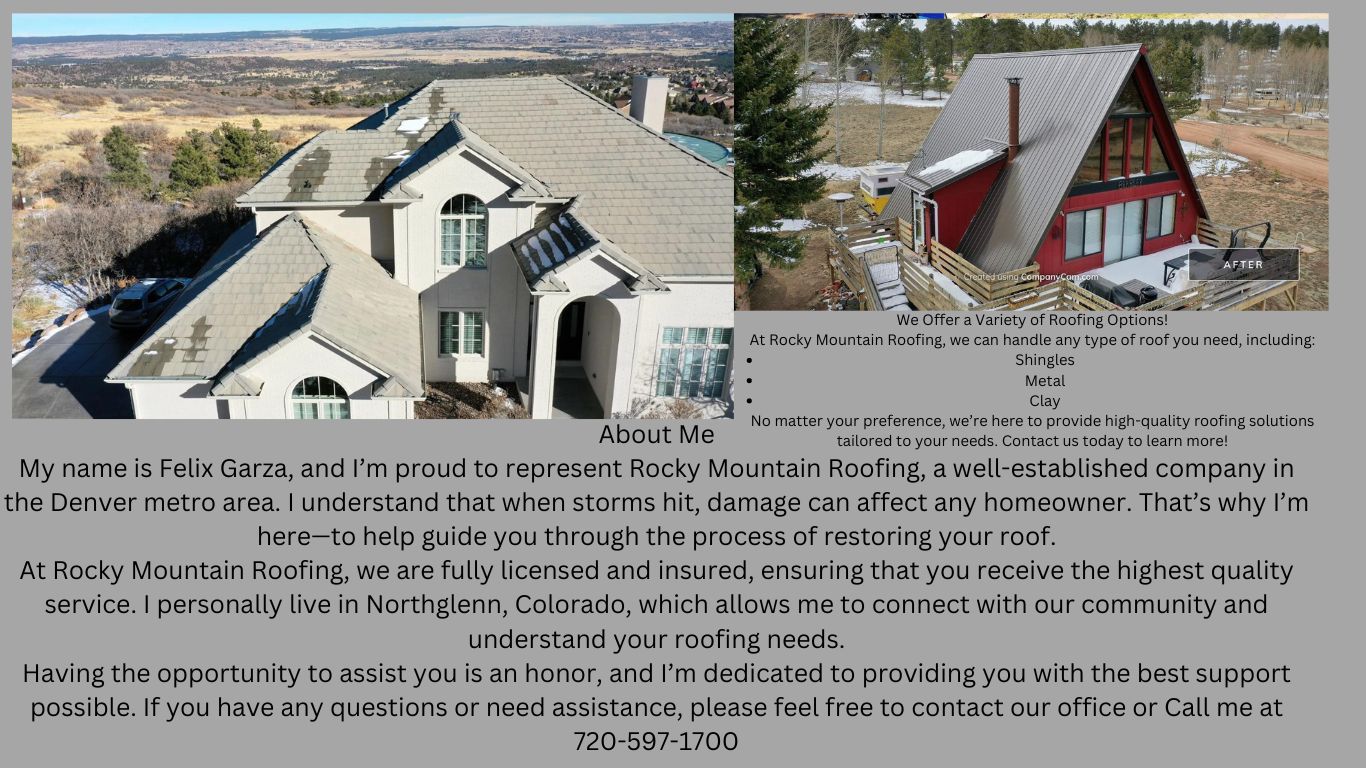 Created using CompanyCam.com
AFTER
We Offer a Variety of Roofing Options!
At Rocky Mountain Roofing, we can handle any type of roof you need, including:
• Shingles
• Metal
• Clay
No matter your preference, we’re here to provide high-quality roofing solutions
tailored to your needs. Contact us today to learn more!
About Me
My name is Felix Garza, and I’m proud to represent Rocky Mountain Roofing, a well-established company in
the Denver metro area. I understand that when storms hit, damage can affect any homeowner. That’s why I’m
here—to help guide you through the process of restoring your roof.
At Rocky Mountain Roofing, we are fully licensed and insured, ensuring that you receive the highest quality
service. I personally live in Northglenn, Colorado, which allows me to connect with our community and
understand your roofing needs.
Having the opportunity to assist you is an honor, and I’m dedicated to providing you with the best support
possible. If you have any questions or need assistance, please feel free to contact our office or Call me at
720-597-1700